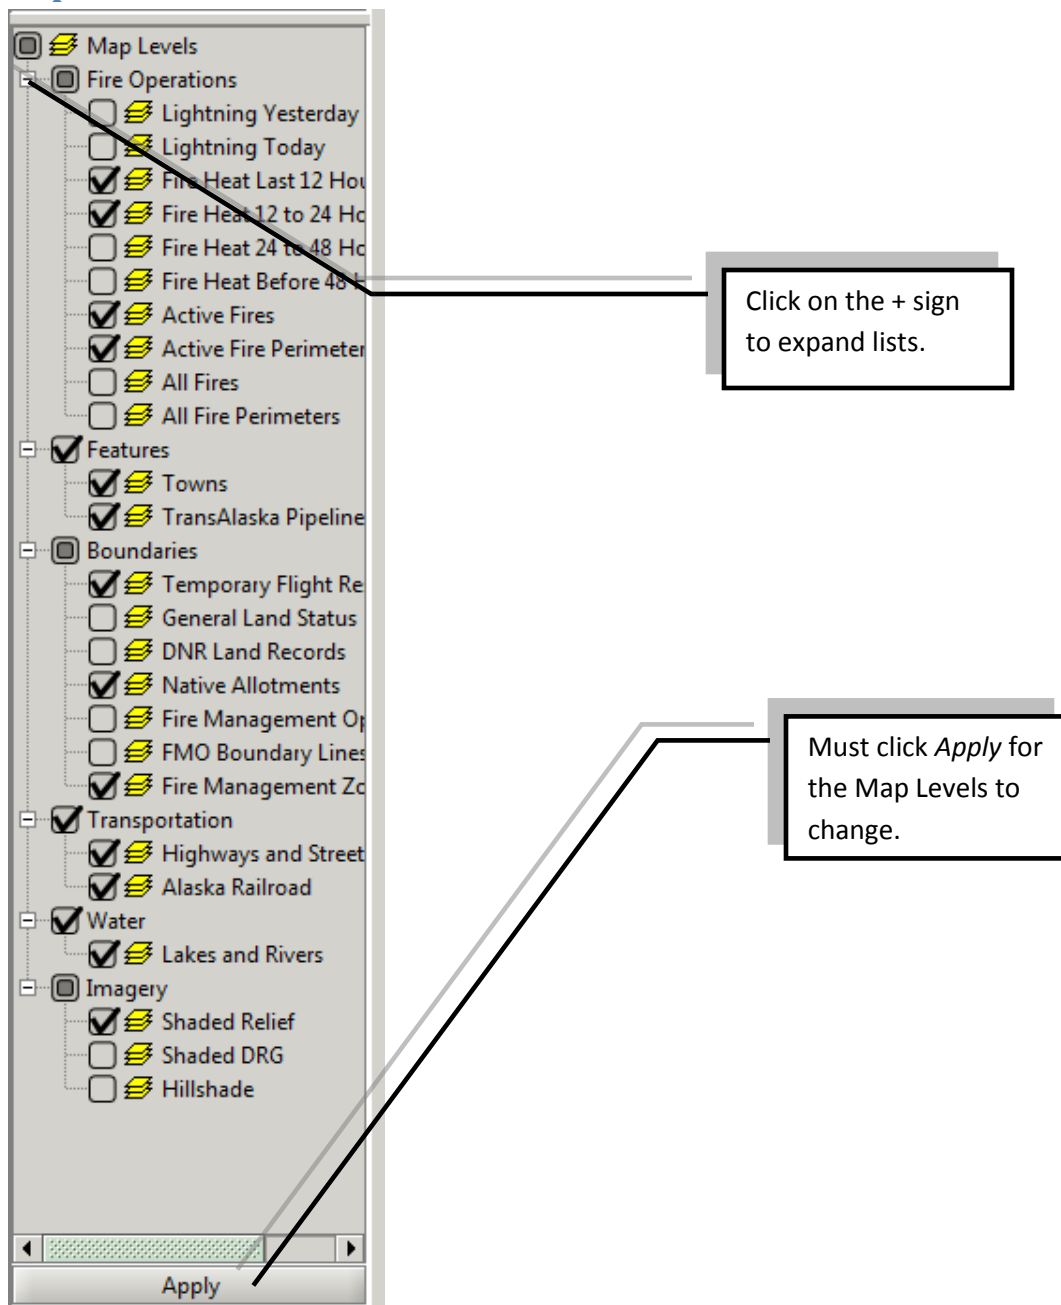 Map Levels
Fire Operations
Lightning Yesterday
Lightning Today
Fire Heat Last 12 Hou
Fire Heat 12 to 24 Ho
Fire Heat 24 to 48 Ho
Fire Heat Before 48 H
Active Fires
Active Fire Perimeter
All Fires
All Fire Perimeters
Features
Towns
TransAlaska Pipeline
Boundaries
Temporary Flight Re
General Land Status
DNR Land Records
Native Allotments
Fire Management Op
FMO Boundary Lines
Fire Management Zo
Transportation
Highways and Street
Alaska Railroad
Water
Lakes and Rivers
Imagery
Shaded Relief
Shaded DRG
Hillshade
Apply
Click on the + sign
to expand lists.
Must click Apply for
the Map Levels to
change.